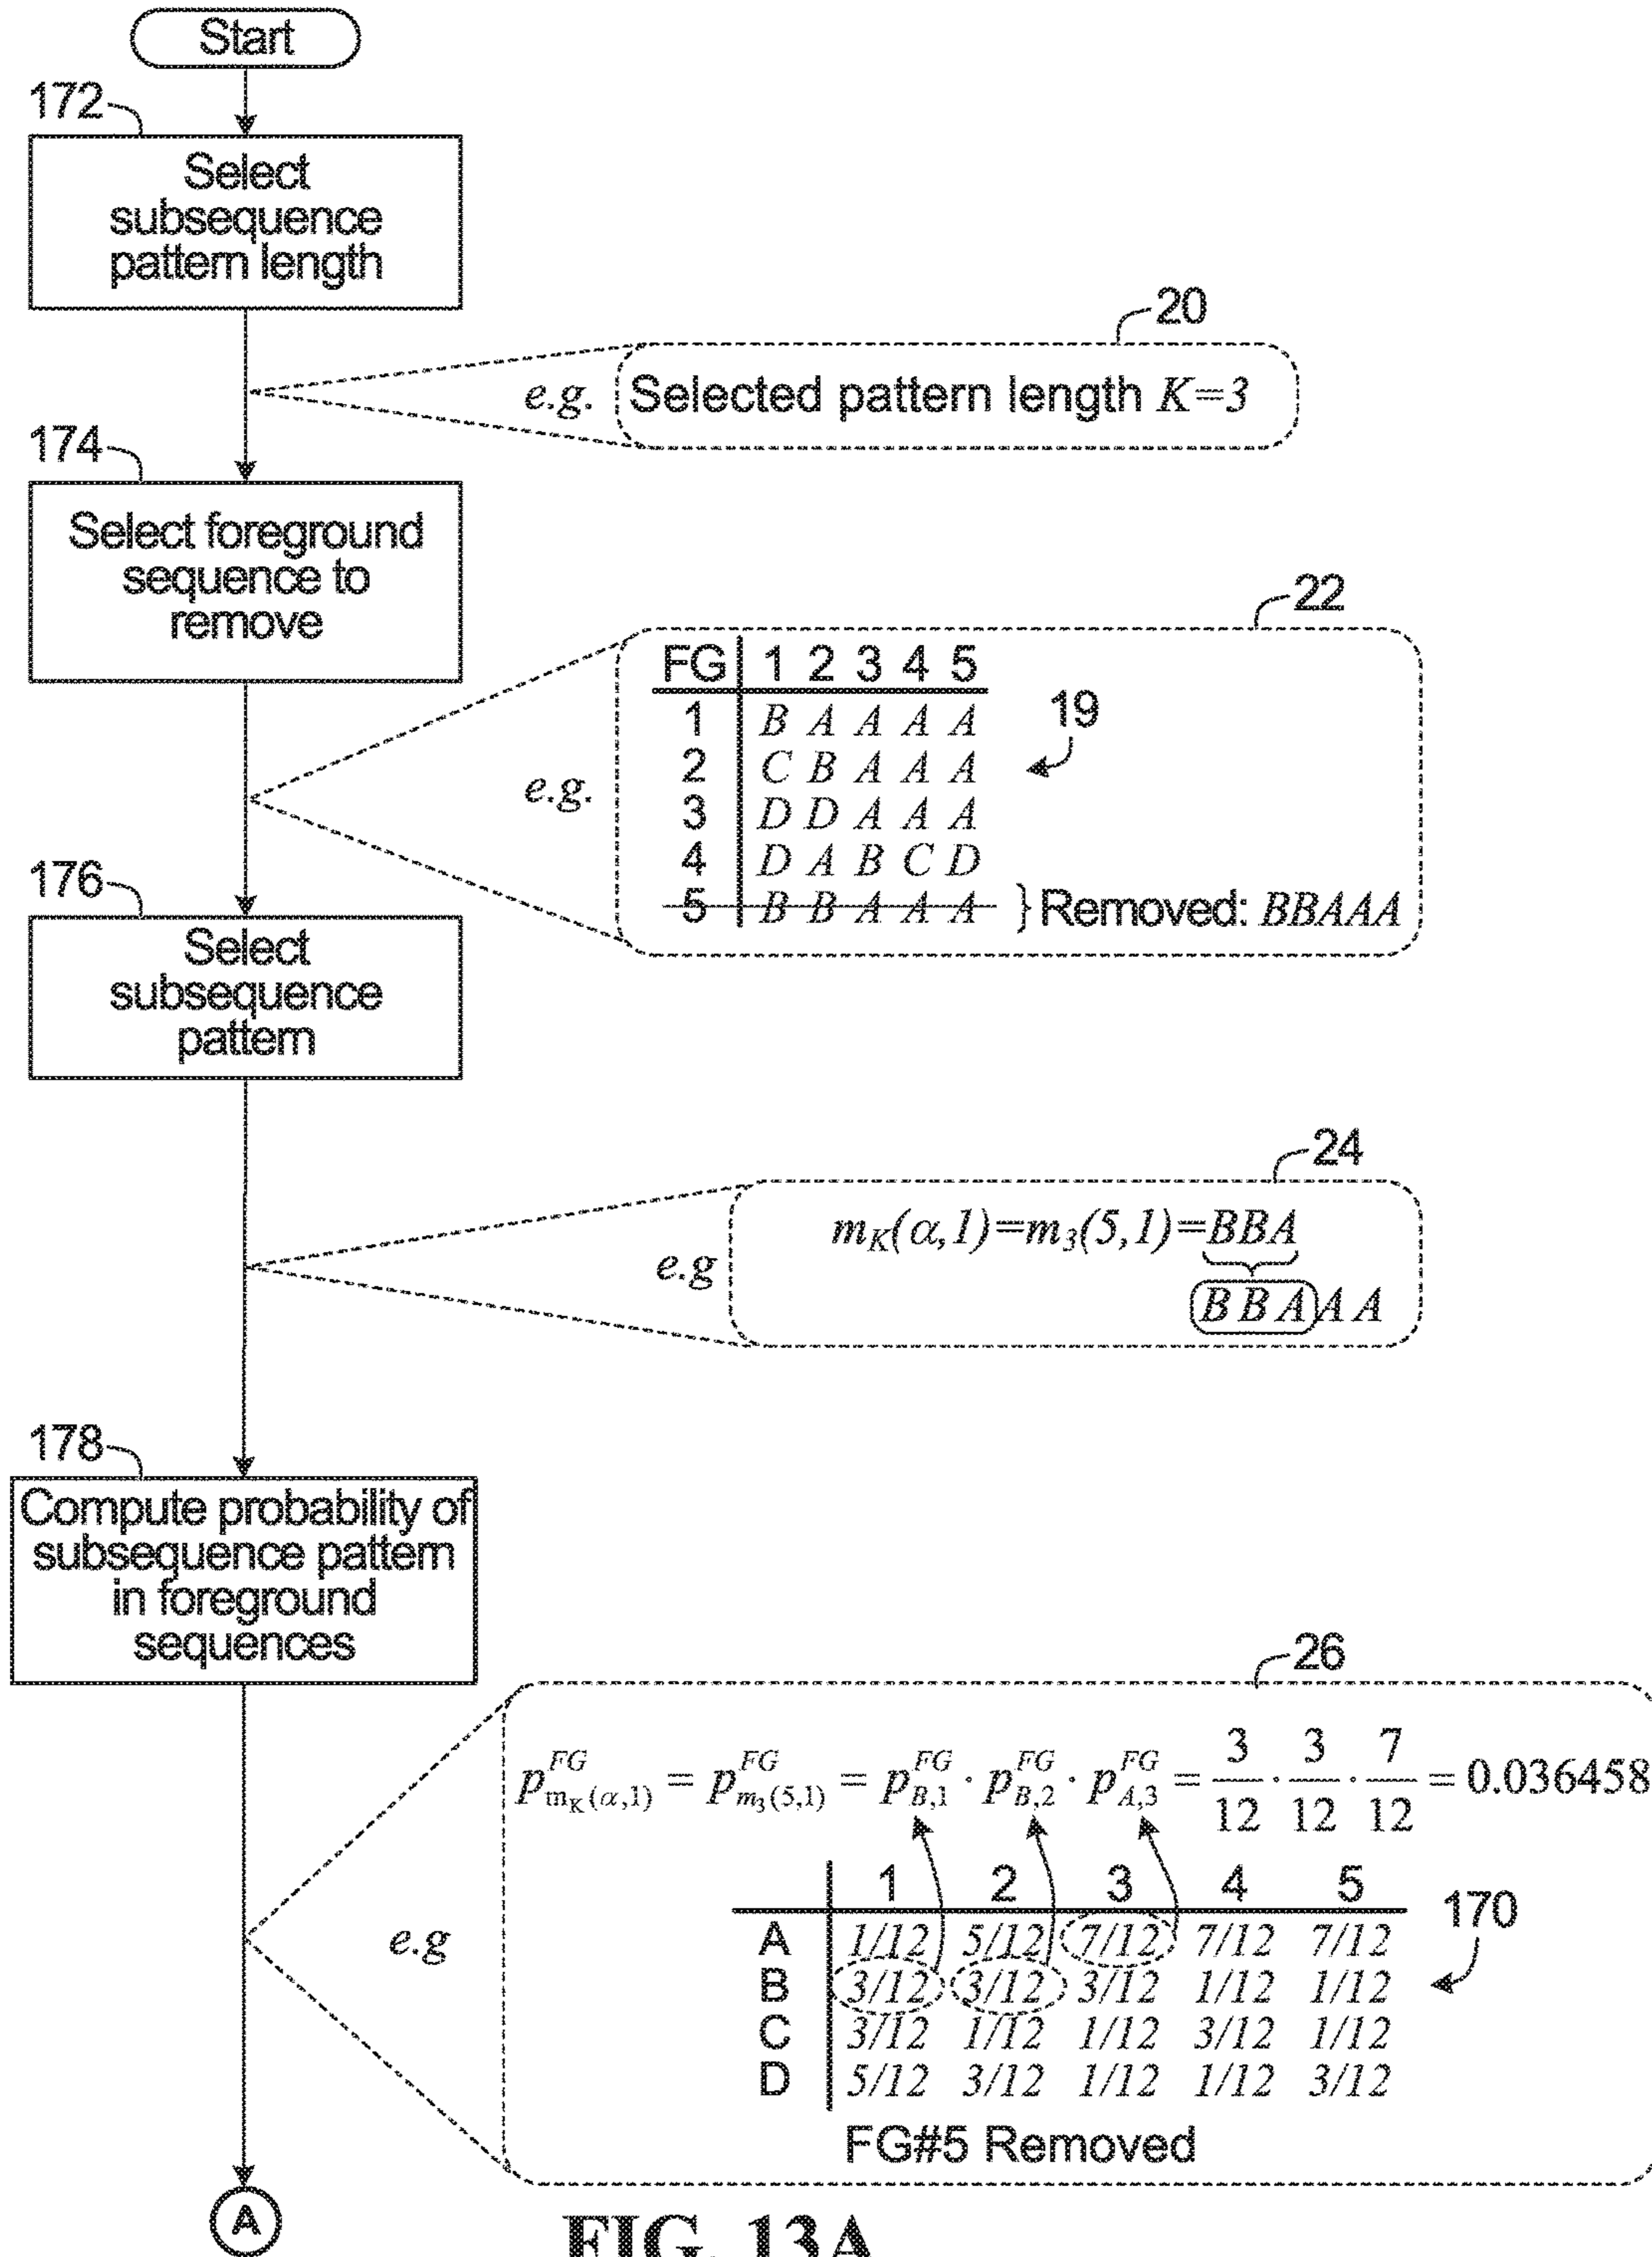 Start
172
Select
subsequence
pattern length
20
e.g. Selected pattern length K=3
174
Select foreground
sequence to
remove
22
FG 1 2 3 4 5
1 B A A A A
19
2 C B A A A
e.g.
3 D D A A A
4 D A B C D
5 B B A A A } Removed: BBAAA
176
Select
subsequence
pattern
24
m_K(α,1)=m_3(5,1)=BBA
e.g
B B A A A
178
Compute probability of
subsequence pattern
in foreground
sequences
26
p^{FG}_{m_K(α,1)} = p^{FG}_{m_3(5,1)} = p^{FG}_{B,1} · p^{FG}_{B,2} · p^{FG}_{A,3} = 3/12 · 3/12 · 7/12 = 0.036458
1 2 3 4 5
170
e.g
A 1/12 5/12 7/12 7/12 7/12
B 3/12 3/12 3/12 1/12 1/12
C 3/12 1/12 1/12 3/12 1/12
D 5/12 3/12 1/12 1/12 3/12
FG#5 Removed
A
FIG. 13A